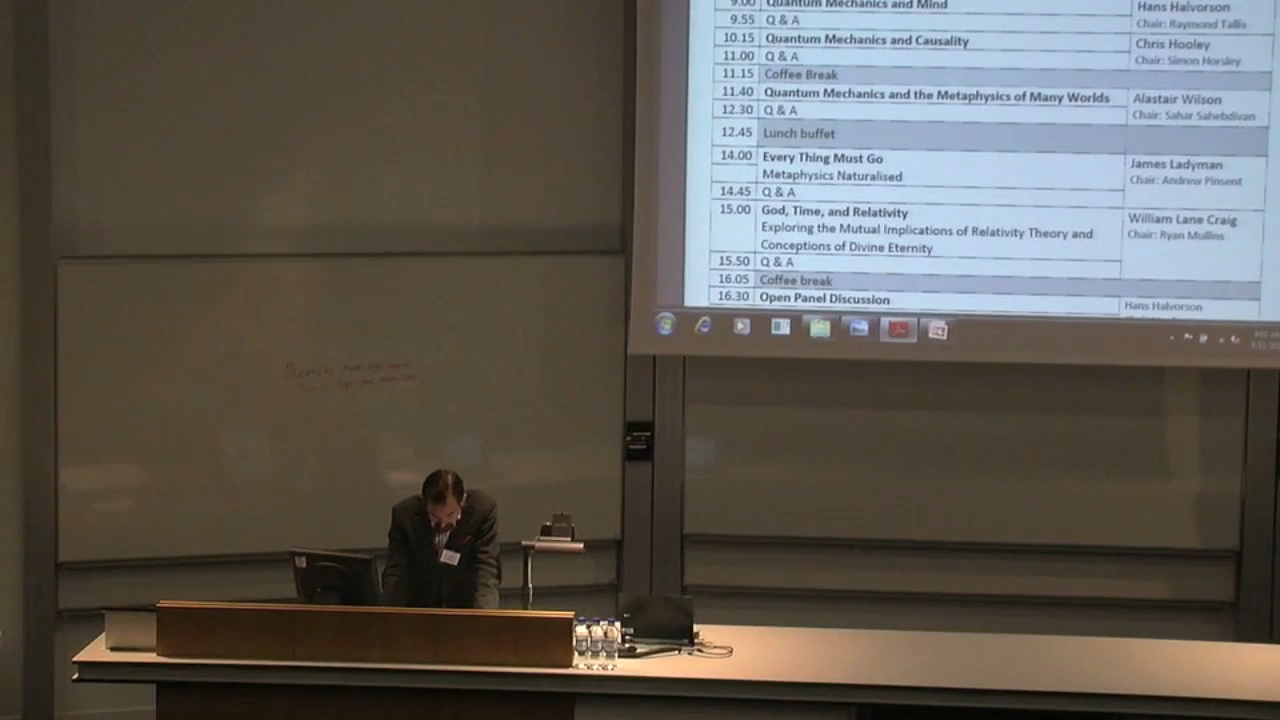 9.00 Quantum Mechanics and Mind Hans Halvorson
9.55 Q & A Chair: Raymond Tallis
10.15 Quantum Mechanics and Causality Chris Hooley
11.00 Q & A Chair: Simon Horsley
11.15 Coffee Break
11.40 Quantum Mechanics and the Metaphysics of Many Worlds Alastair Wilson
12.30 Q & A Chair: Sahar Sahebdivan
12.45 Lunch buffet
14.00 Every Thing Must Go James Ladyman
Metaphysics Naturalised Chair: Andrew Pinsent
14.45 Q & A
15.00 God, Time, and Relativity William Lane Craig
Exploring the Mutual Implications of Relativity Theory and Chair: Ryan Mullins
Conceptions of Divine Eternity
15.50 Q & A
16.05 Coffee break
16.30 Open Panel Discussion Hans Halvorson